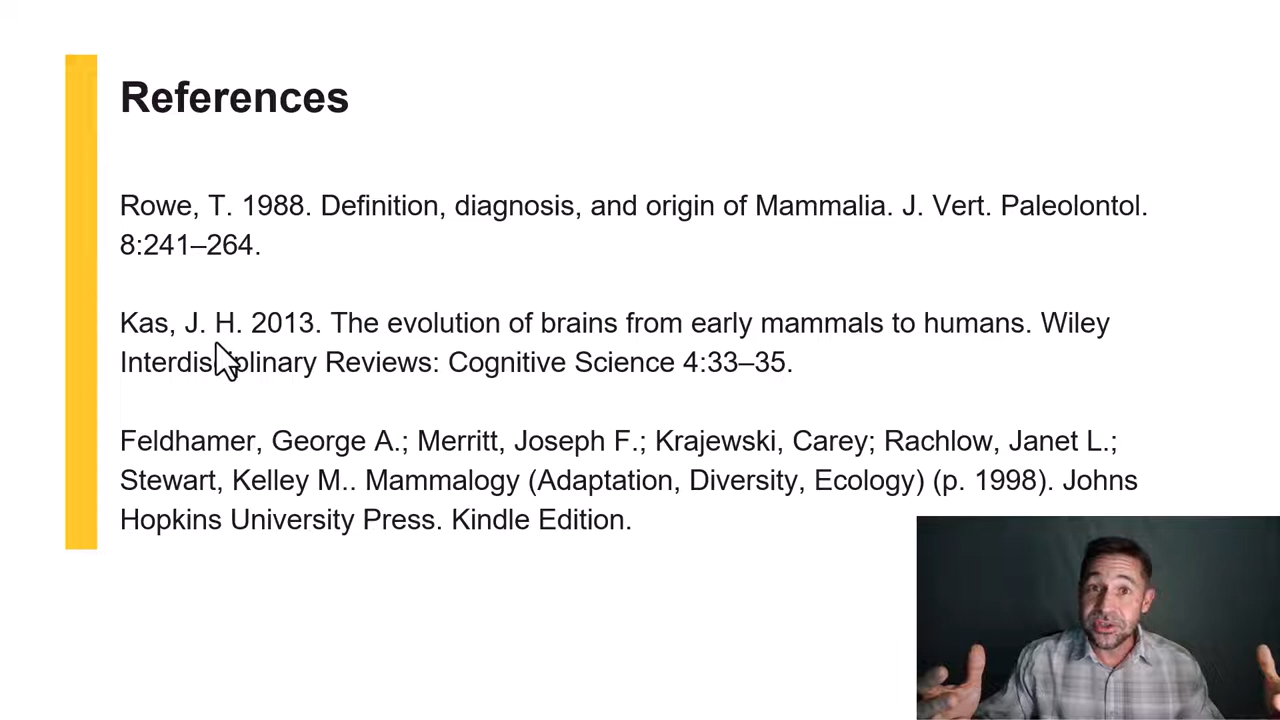 References
Rowe, T. 1988. Definition, diagnosis, and origin of Mammalia. J. Vert. Paleolontol.
8:241–264.
Kas, J. H. 2013. The evolution of brains from early mammals to humans. Wiley
Interdisciplinary Reviews: Cognitive Science 4:33–35.
Feldhamer, George A.; Merritt, Joseph F.; Krajewski, Carey; Rachlow, Janet L.;
Stewart, Kelley M.. Mammalogy (Adaptation, Diversity, Ecology) (p. 1998). Johns
Hopkins University Press. Kindle Edition.